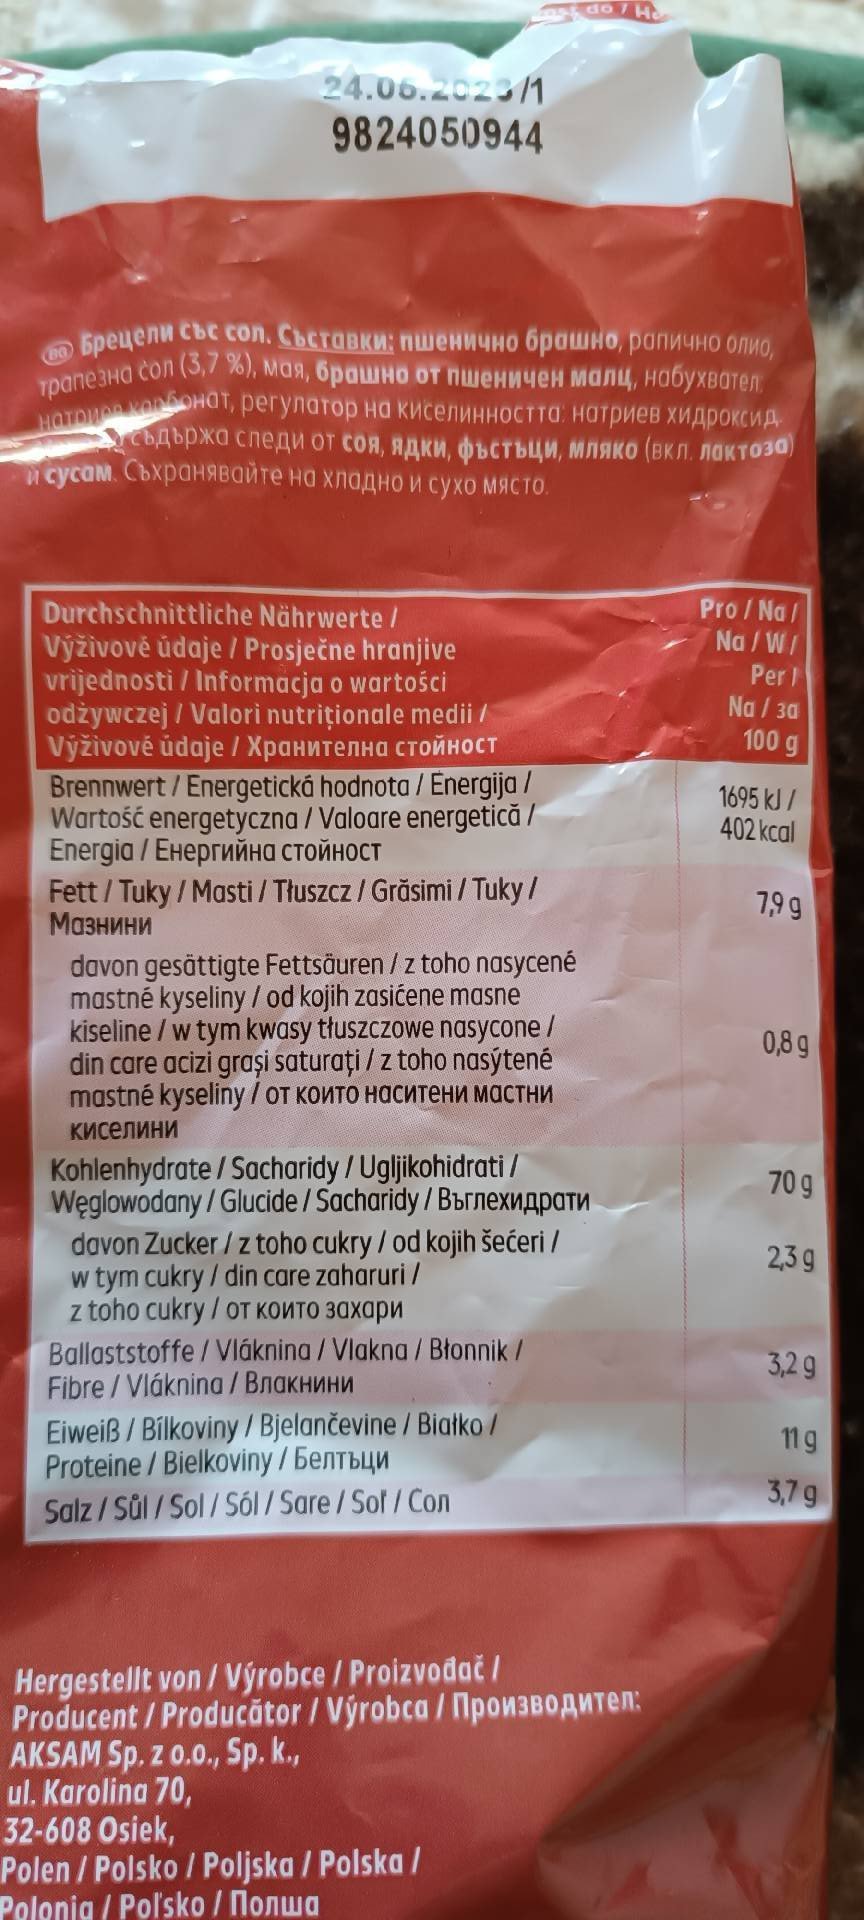 24.06.2023/1
9824050944
BG Брецели със сол. Съставки: пшенично брашно, рапично олио,
трапезна сол (3,7 %), мая, брашно от пшеничен малц, набухвател:
карбонат, регулатор на киселинността: натриев хидроксид.
съдържа следи от соя, ядки, фъстъци, мляко (вкл. лактоза)
и сусам. Съхранявайте на хладно и сухо място.
Durchschnittliche Nährwerte /
Výživové údaje / Prosječne hranjive
vrijednosti / Informacja o wartości
odżywczej / Valori nutriționale medii /
Výživové údaje / Хранителна стойност
Pro / Na /
Na / W /
Per /
Na / за
100 g
Brennwert / Energetická hodnota / Energija /
Wartość energetyczna / Valoare energetică /
Energia / Енергийна стойност
1695 kJ /
402 kcal
Fett / Tuky / Masti / Tłuszcz / Grăsimi / Tuky /
Мазнини
7,9 g
davon gesättigte Fettsäuren / z toho nasycené
mastné kyseliny / od kojih zasićene masne
kiseline / w tym kwasy tłuszczowe nasycone /
din care acizi grași saturați / z toho nasýtené
mastné kyseliny / от които наситени мастни
киселини
0,8 g
Kohlenhydrate / Sacharidy / Ugljikohidrati /
Węglowodany / Glucide / Sacharidy / Въглехидрати
70 g
davon Zucker / z toho cukry / od kojih šećeri /
w tym cukry / din care zaharuri /
z toho cukry / от които захари
2,3 g
Ballaststoffe / Vláknina / Vlakna / Błonnik /
Fibre / Vláknina / Влакнини
3,2 g
Eiweiß / Bílkoviny / Bjelančevine / Białko /
Proteine / Bielkoviny / Белтъци
11 g
Salz / Sůl / Sol / Sól / Sare / Soľ / Сол
3,7 g
Hergestellt von / Výrobce / Proizvođač /
Producent / Producător / Výrobca / Производител:
AKSAM Sp. z o.o., Sp. k.,
ul. Karolina 70,
32-608 Osiek,
Polen / Polsko / Poljska / Polska /
Polonia / Poľsko / Полша